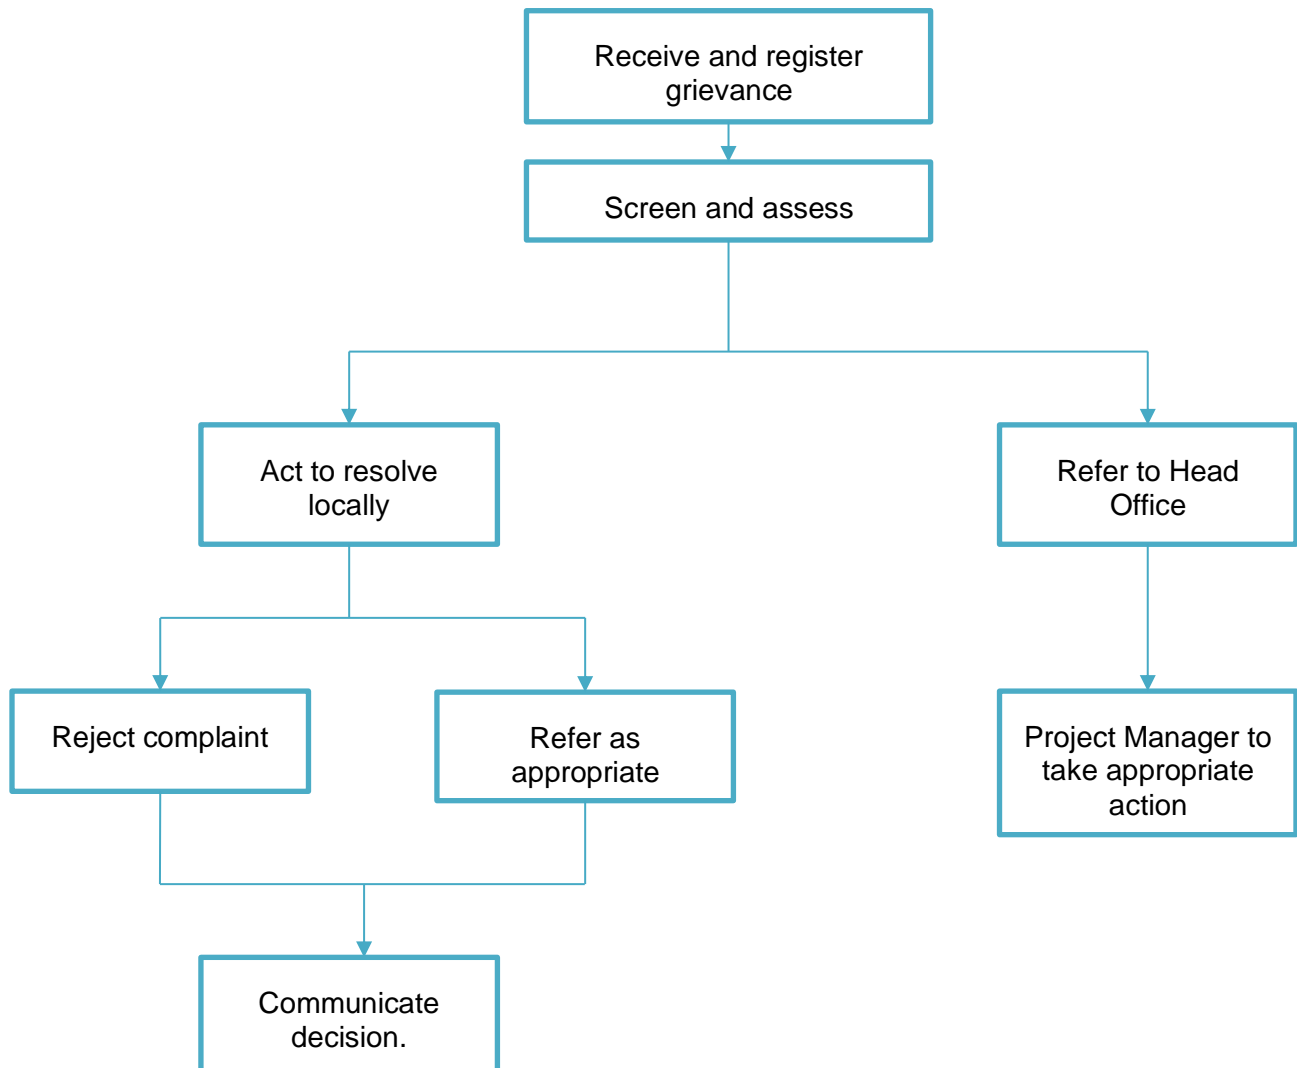 Receive and register
grievance
Screen and assess
Act to resolve
locally
Refer to Head
Office
Reject complaint
Refer as
appropriate
Project Manager to
take appropriate
action
Communicate
decision.